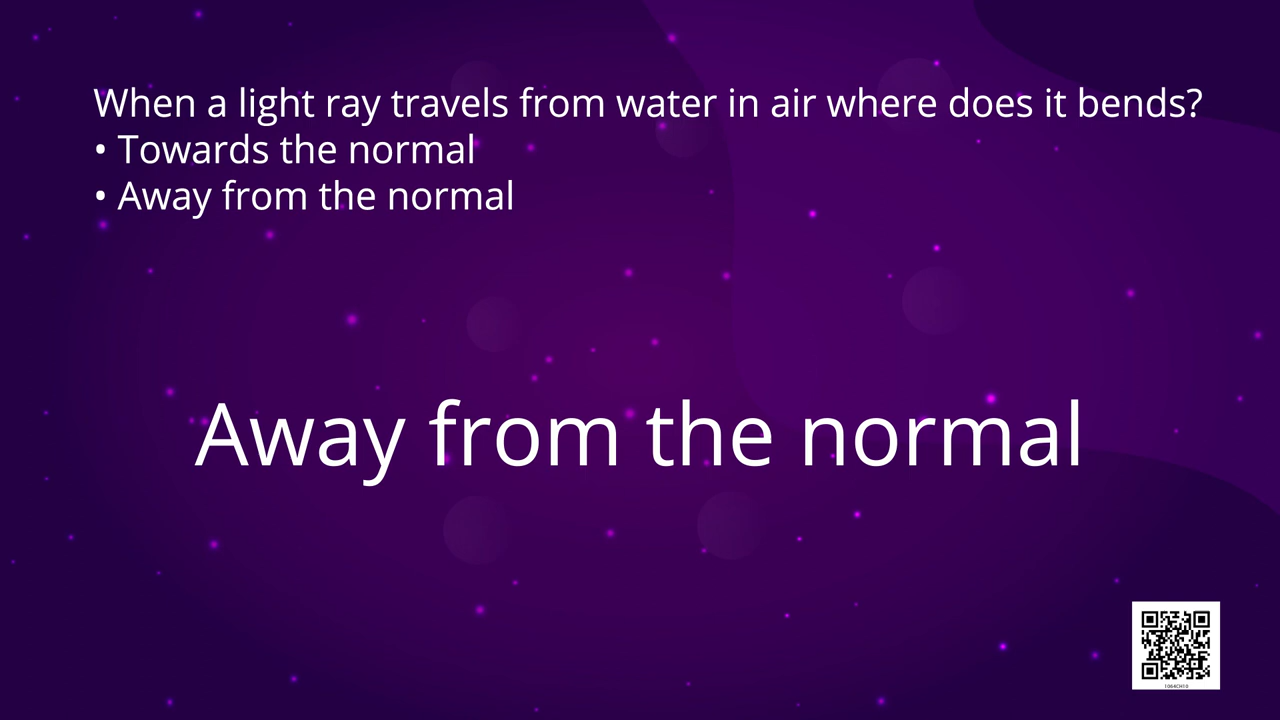 When a light ray travels from water in air where does it bends?
• Towards the normal
• Away from the normal
Away from the normal
1064CH10